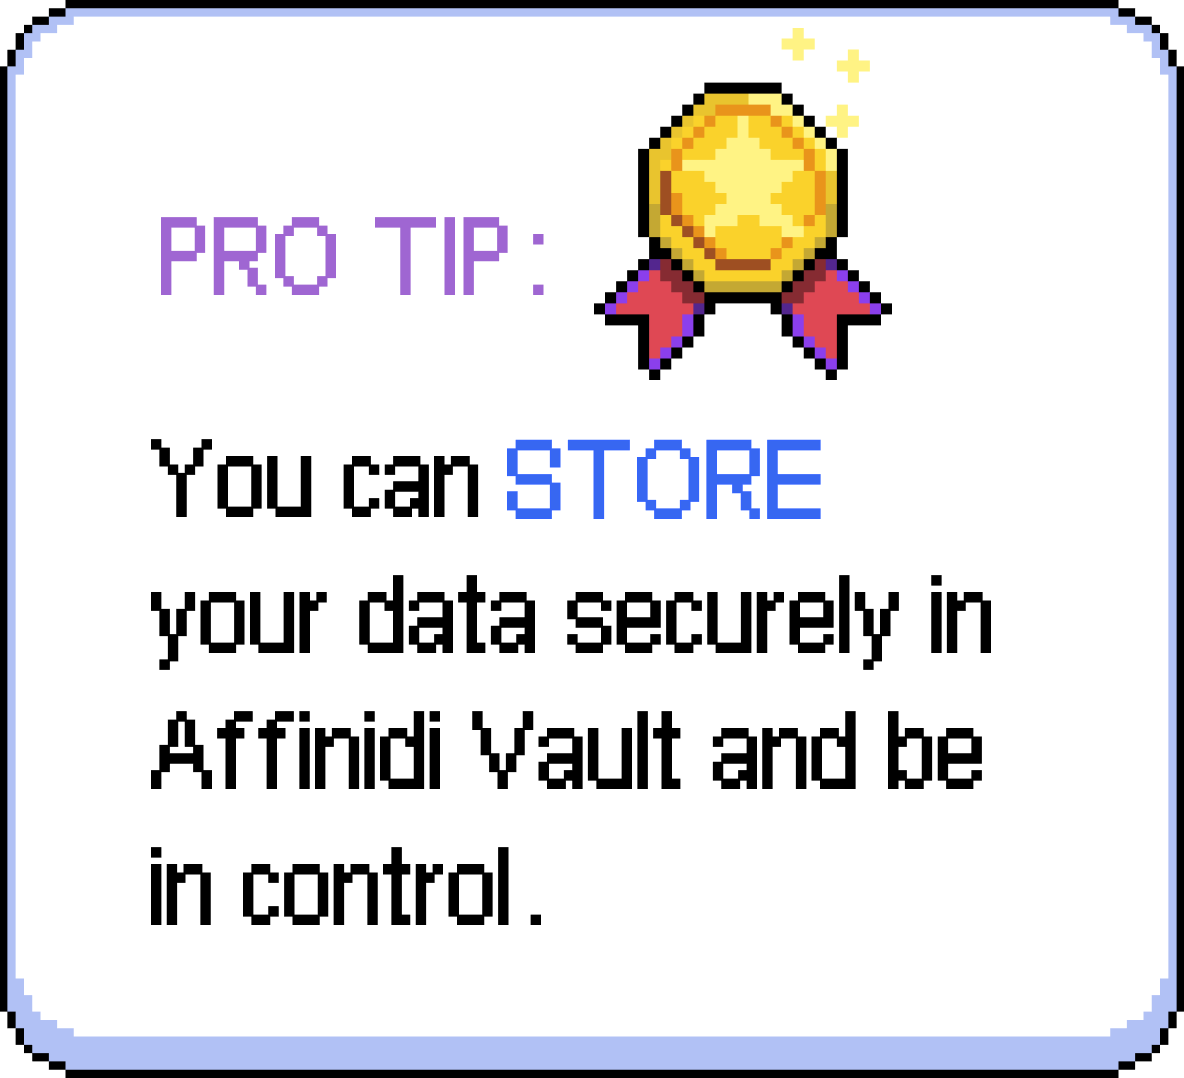 PRO TIP:
You can STORE
your data securely in
Affinidi Vault and be
in control.